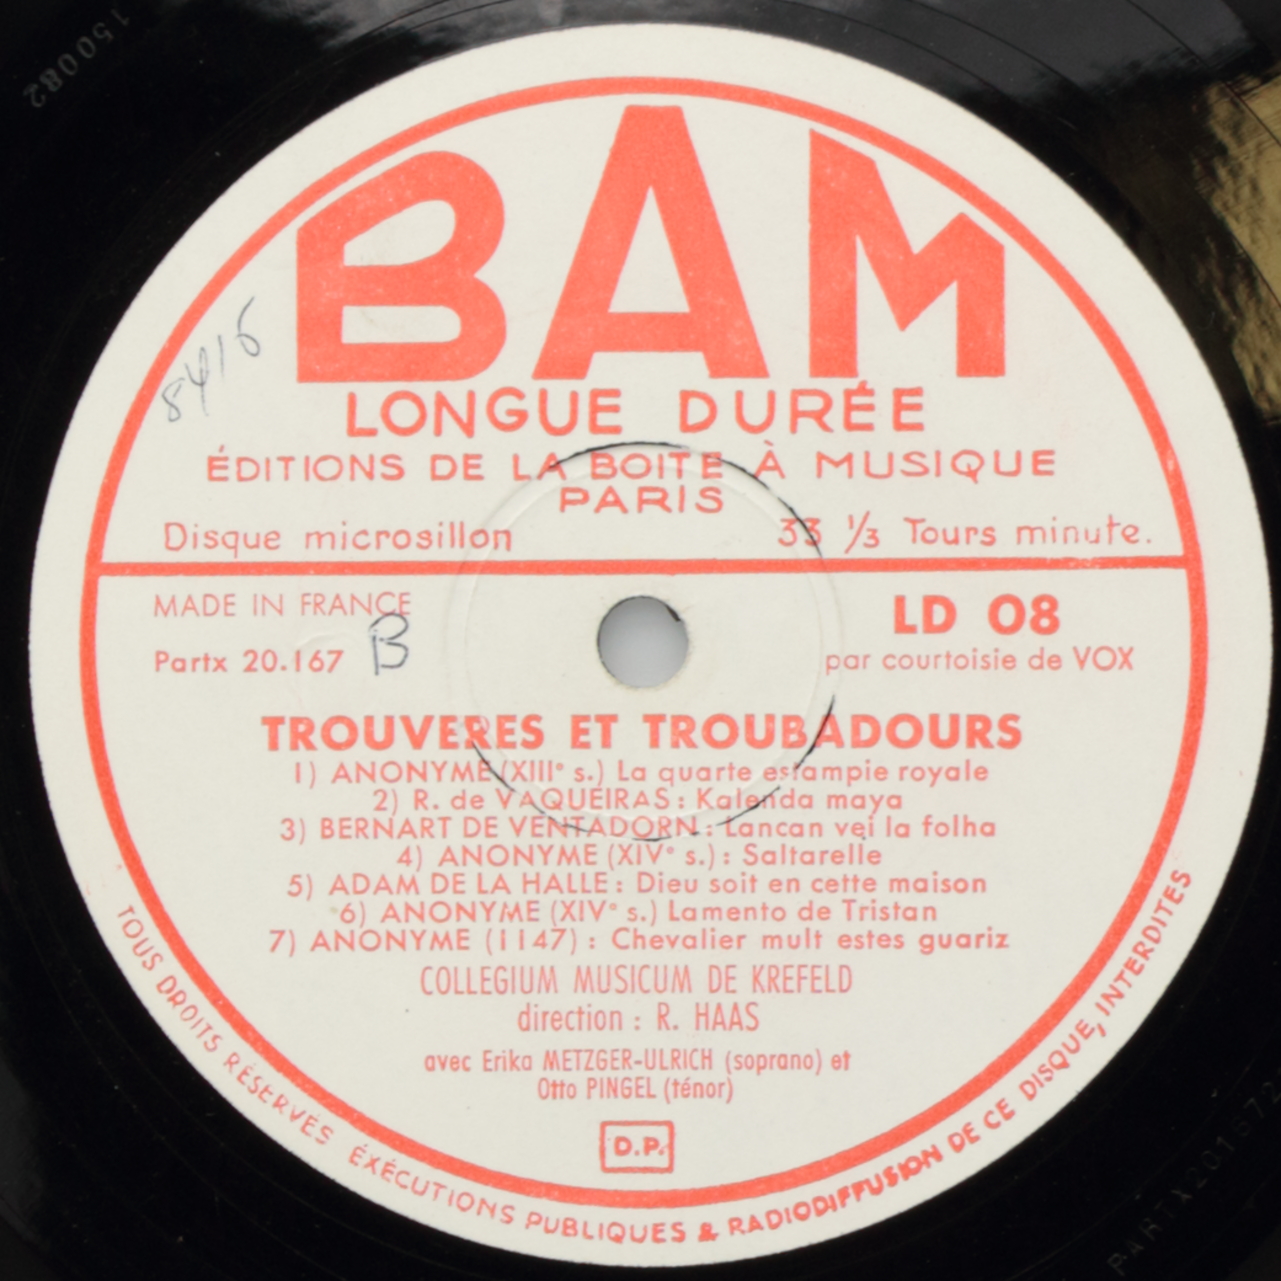 BAM
LONGUE DURÉE
ÉDITIONS DE LA BOITE À MUSIQUE
PARIS
Disque microsillon 33 1/3 Tours minute.
MADE IN FRANCE
Partx 20.167 B
LD 08
par courtoisie de VOX
TROUVERES ET TROUBADOURS
1) ANONYME (XIII° s.) La quarte estampie royale
2) R. de VAQUEIRAS : Kalenda maya
3) BERNART DE VENTADORN : Lancan vei la folha
4) ANONYME (XIV° s.) : Saltarelle
5) ADAM DE LA HALLE : Dieu soit en cette maison
6) ANONYME (XIV° s.) Lamento de Tristan
7) ANONYME (1147) : Chevalier mult estes guariz
COLLEGIUM MUSICUM DE KREFELD
direction : R. HAAS
avec Erika METZGER-ULRICH (soprano) et
Otto PINGEL (ténor)
D.P.
TOUS DROITS RÉSERVÉS ÉXÉCUTIONS PUBLIQUES & RADIODIFFUSION DE CE DISQUE, INTERDITES
150082